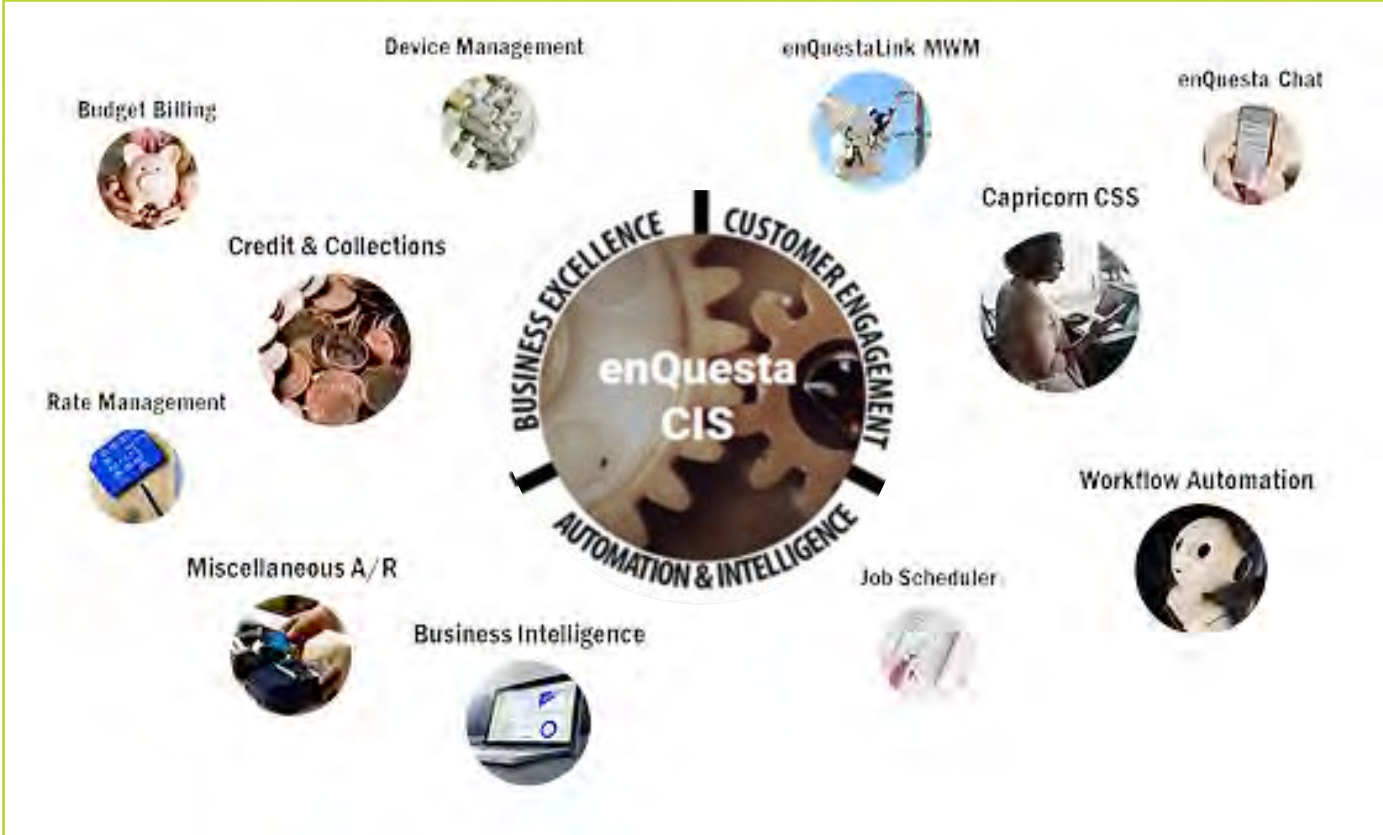 Device Management
enQuestaLink MWM
enQuesta Chat
Budget Billing
Capricorn CSS
Credit & Collections
BUSINESS EXCELLENCE
CUSTOMER ENGAGEMENT
enQuesta
CIS
Rate Management
Workflow Automation
AUTOMATION & INTELLIGENCE
Miscellaneous A/R
Job Scheduler
Business Intelligence